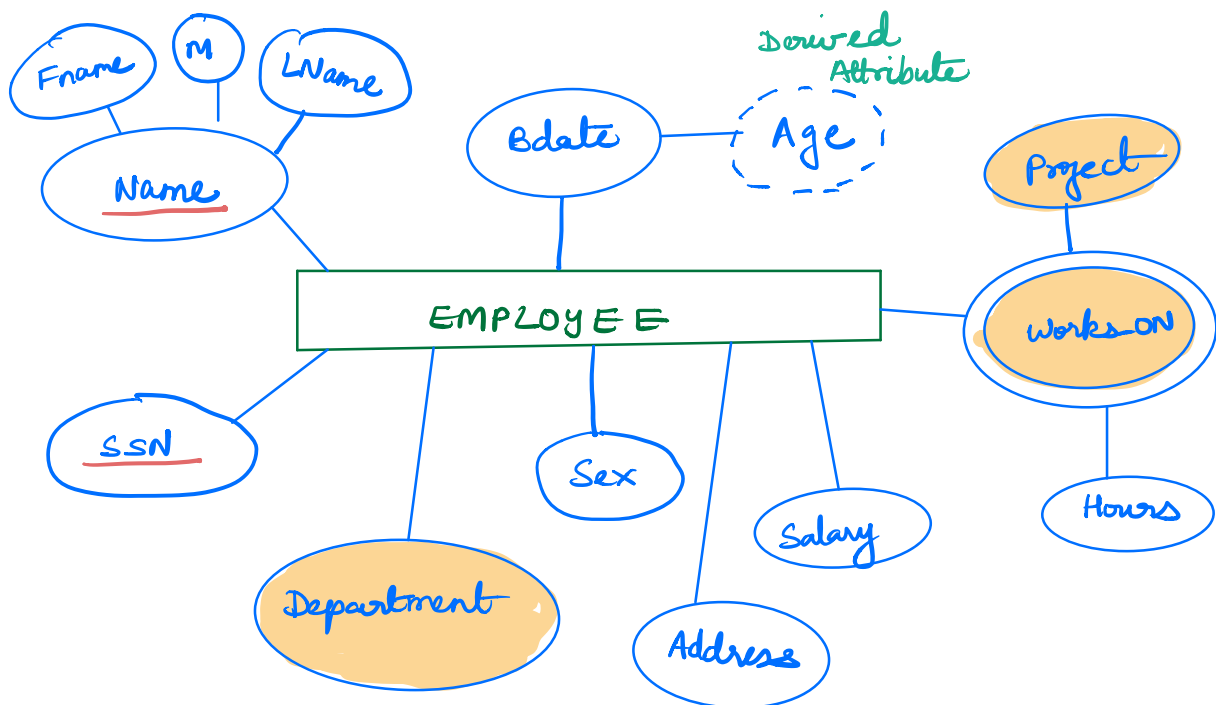 Fname
M
LName
Name
Bdate
Derived
Attribute
Age
Project
EMPLOYEE
Works_ON
SSN
Sex
Hours
Salary
Department
Address